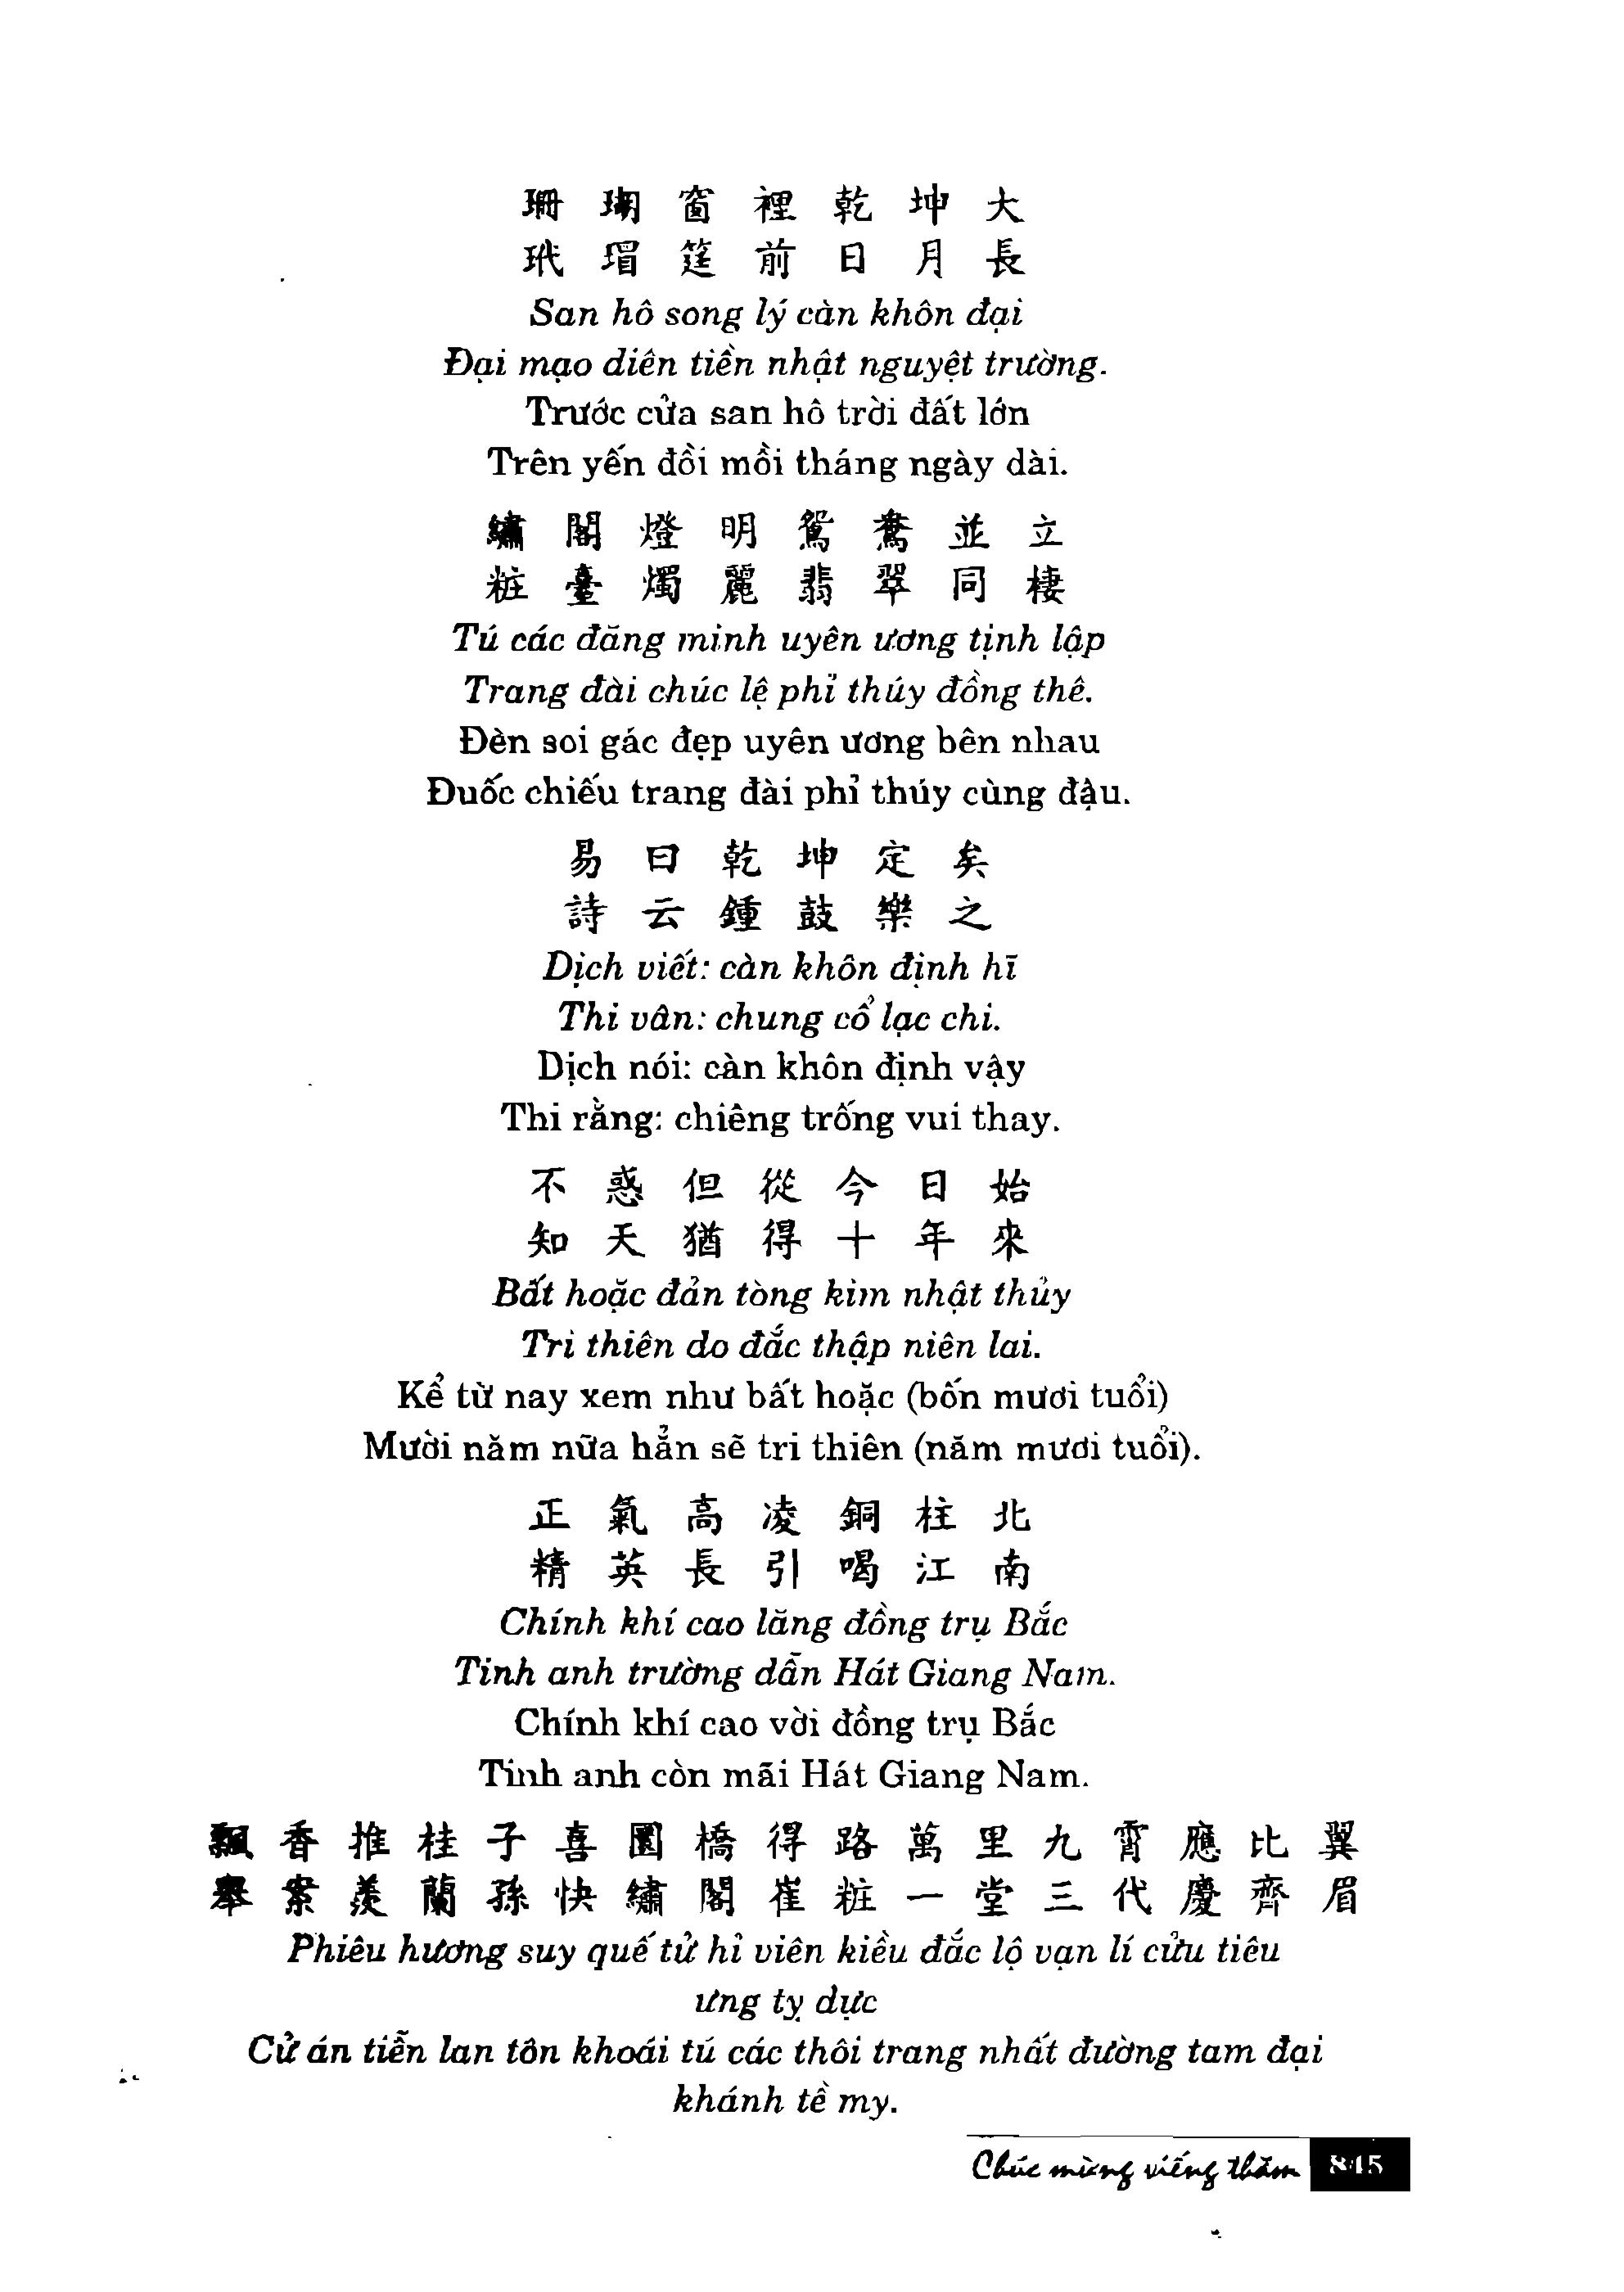 珊瑚窗裡乾坤大
玳瑁筵前日月長
San hô song lý càn khôn đại
Đại mạo diên tiền nhật nguyệt trường.
Trước cửa san hô trời đất lớn
Trên yến đồi mồi tháng ngày dài.
繡閣燈明鴛鴦並立
粧臺燭麗翡翠同棲
Tú các đăng minh uyên ương tịnh lập
Trang đài chúc lệ phỉ thúy đồng thê.
Đèn soi gác đẹp uyên ương bên nhau
Đuốc chiếu trang đài phỉ thúy cùng đậu.
易曰乾坤定矣
詩云鍾鼓樂之
Dịch viết: càn khôn định hĩ
Thi vân: chung cổ lạc chi.
Dịch nói: càn khôn định vậy
Thi rằng: chiêng trống vui thay.
不惑但從今日始
知天猶得十年來
Bất hoặc đản tòng kim nhật thủy
Tri thiên do đắc thập niên lai.
Kể từ nay xem như bất hoặc (bốn mươi tuổi)
Mười năm nữa hẳn sẽ tri thiên (năm mươi tuổi).
正氣高凌銅柱北
精英長引喝江南
Chính khí cao lăng đồng trụ Bắc
Tinh anh trường dẫn Hát Giang Nam.
Chính khí cao vời đồng trụ Bắc
Tinh anh còn mãi Hát Giang Nam.
飄香推桂子喜園橋得路萬里九霄應比翼
舉案羨蘭孫快繡閣崔粧一堂三代慶齊眉
Phiêu hương suy quế tử hỉ viên kiều đắc lộ vạn lí cửu tiêu
ưng tỵ dực
Cử án tiễn lan tôn khoái tú các thôi trang nhất đường tam đại
khánh tề my.
Chúc mừng viếng thăm 845